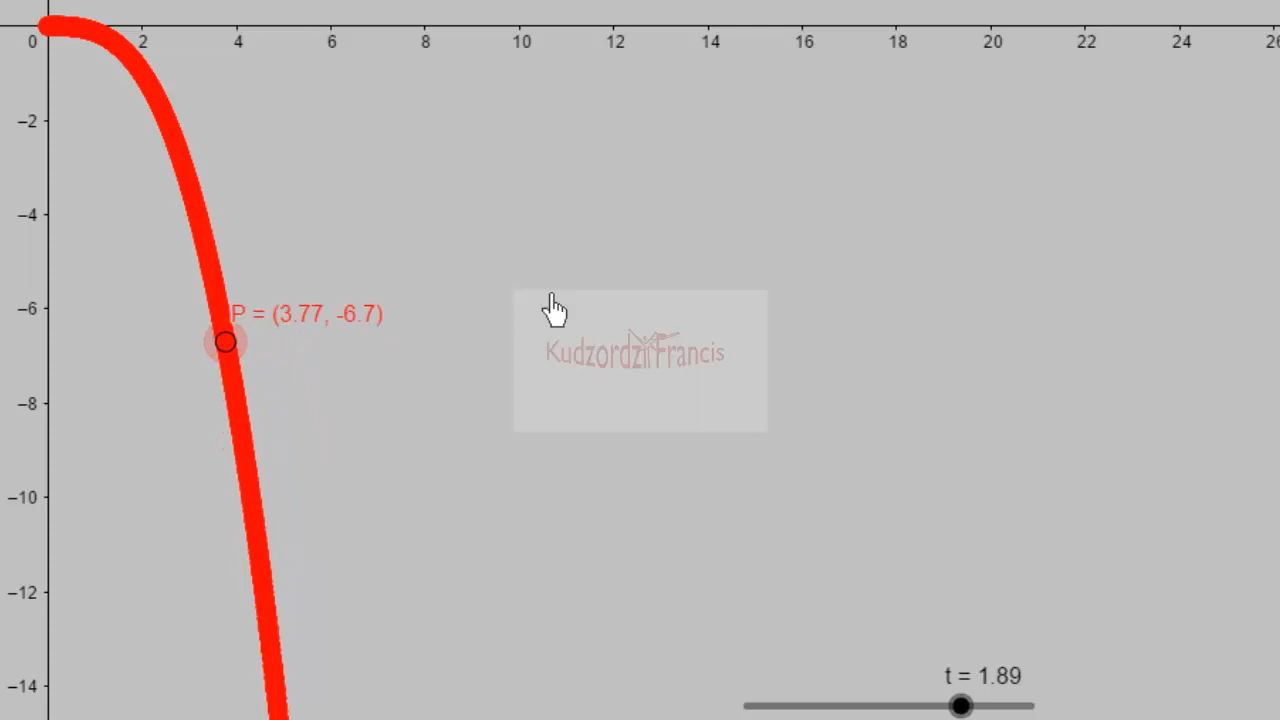 0 2 4 6 8 10 12 14 16 18 20 22 24 26
−2
−4
P = (3.77, -6.7)
−6
KudzordziFrancis
−8
−10
−12
t = 1.89
−14